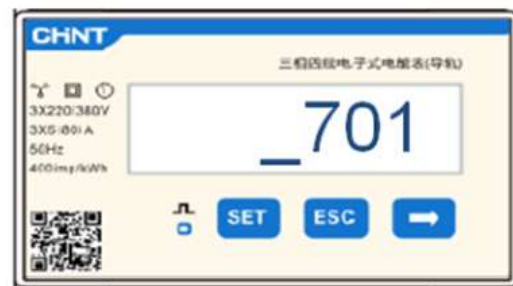 CHNT
三相四线电子式电能表(导轨)
3X220/380V
3X5(80)A
50Hz
400imp/kWh
_701
SET
ESC